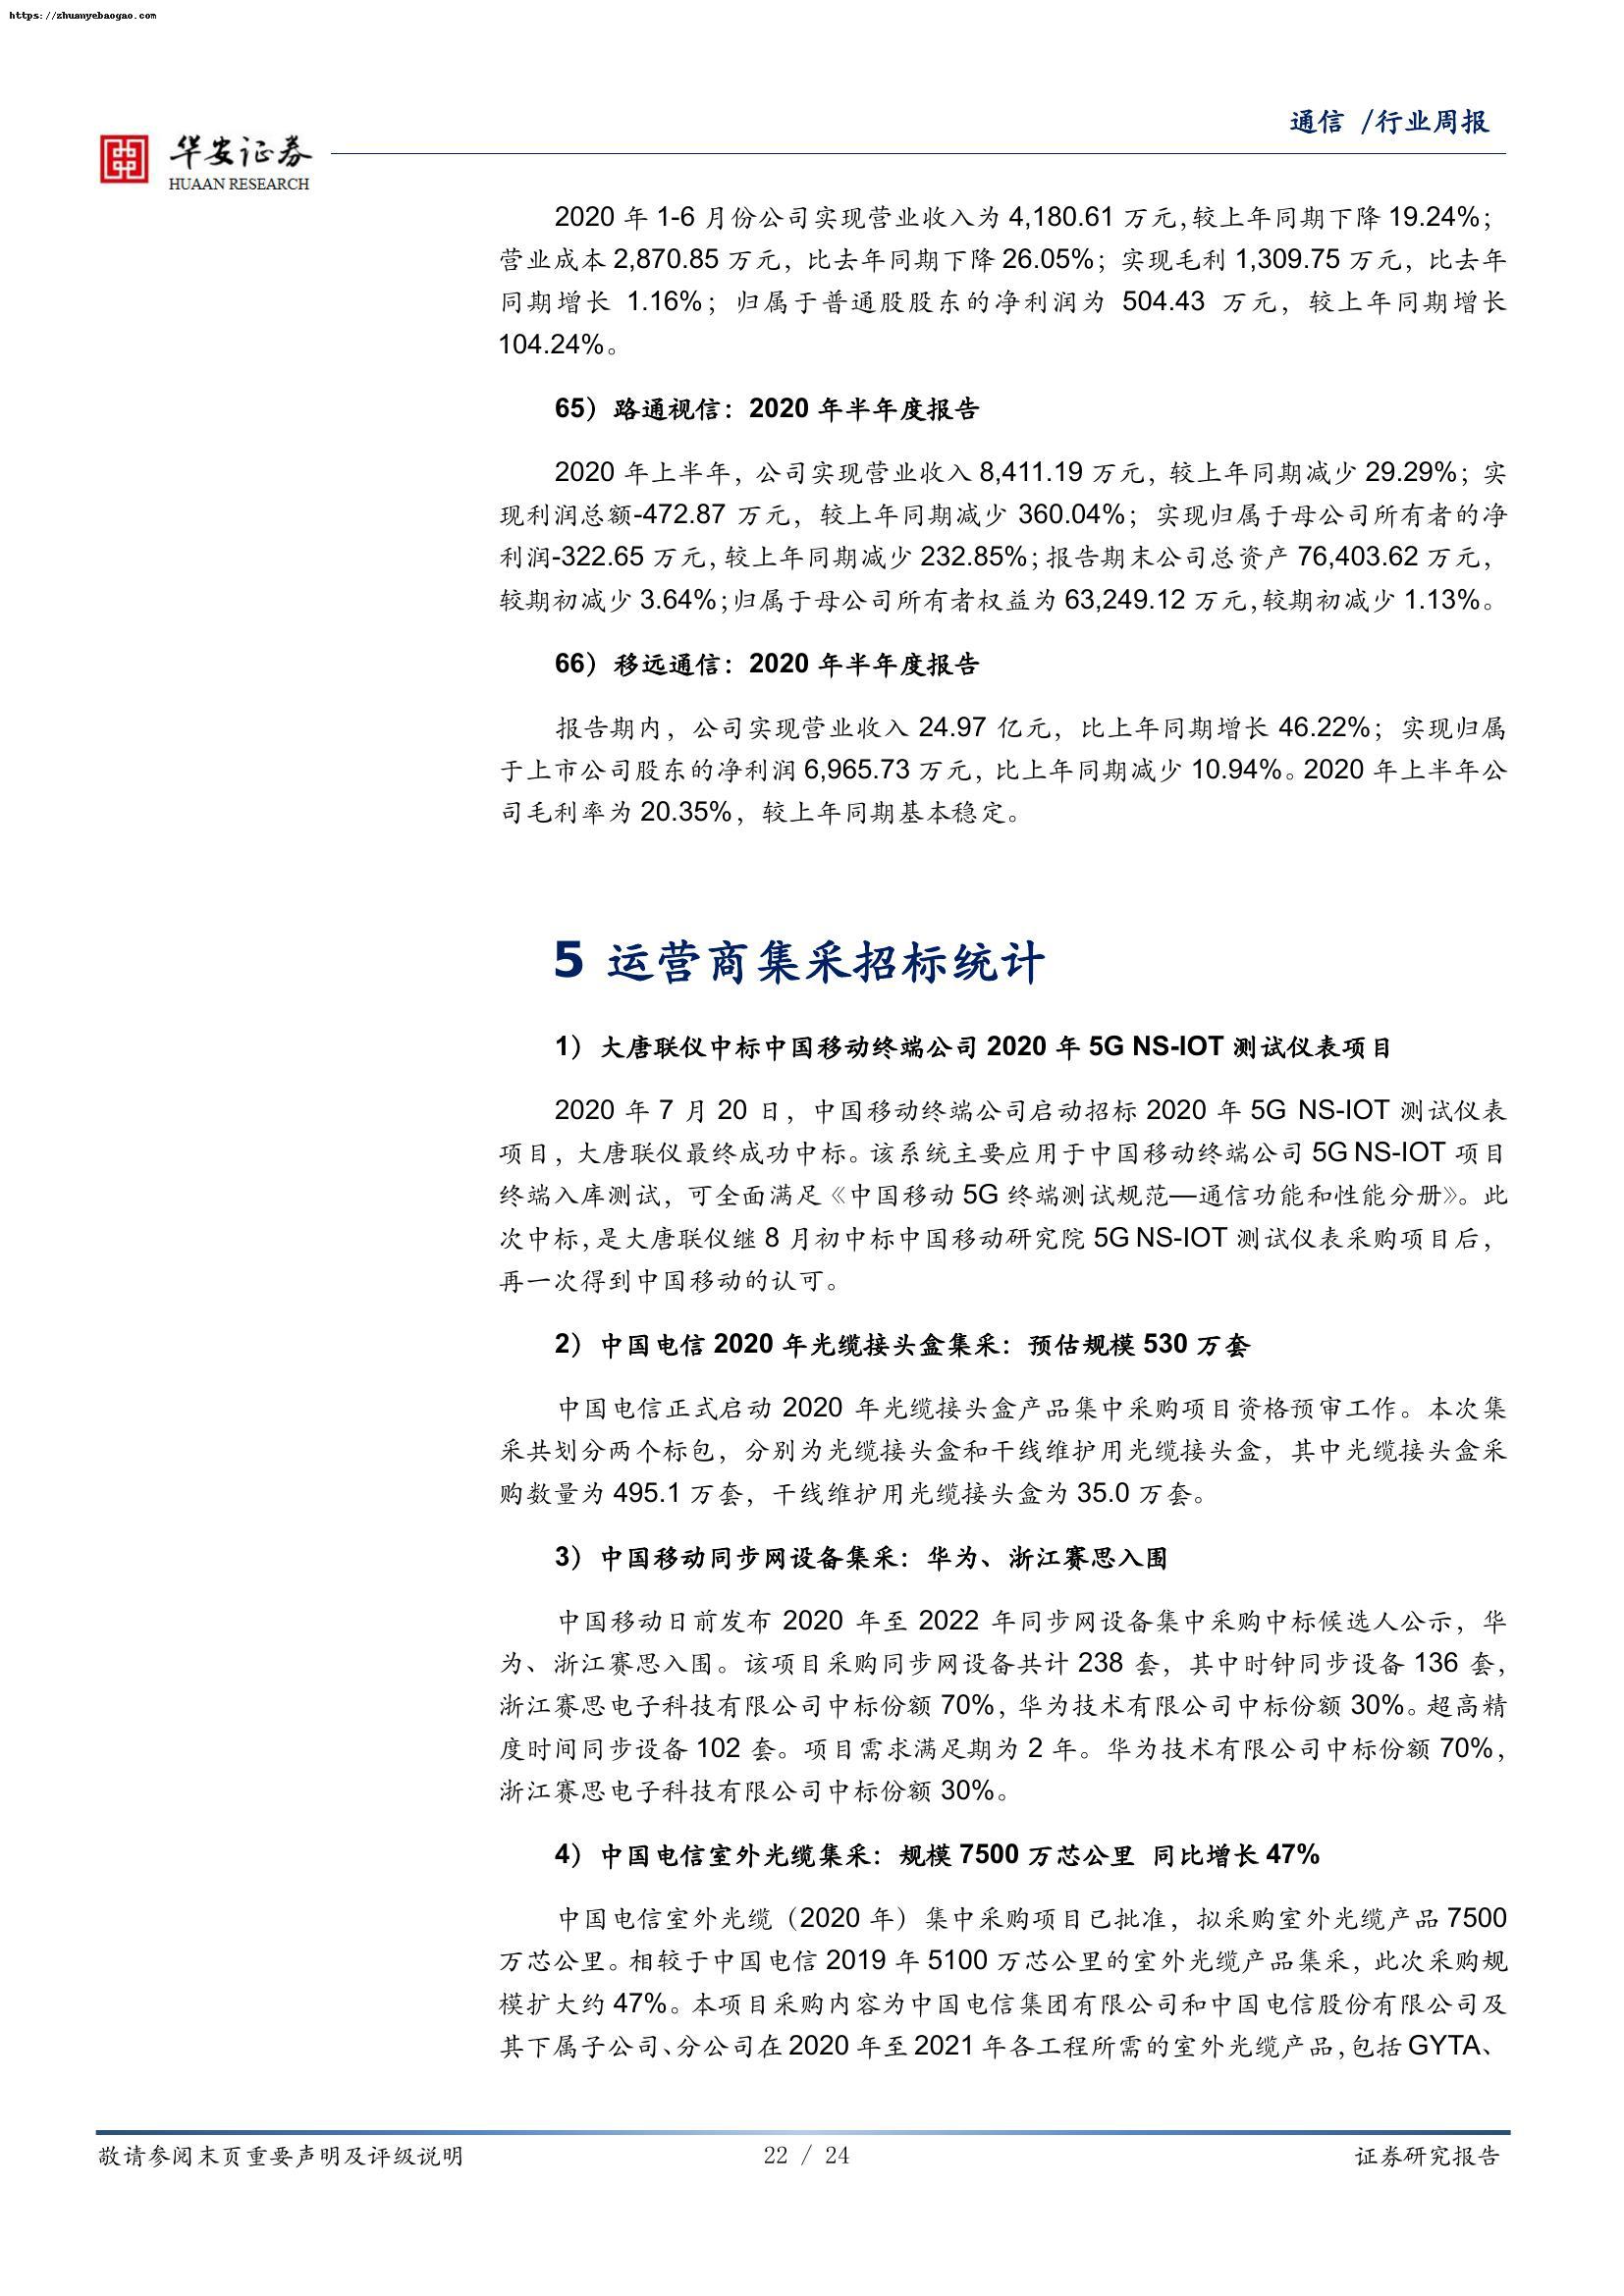 https://zhuanyebaogao.com
通信 /行业周报
华安证券
HUAAN RESEARCH
2020 年 1-6 月份公司实现营业收入为 4,180.61 万元,较上年同期下降 19.24%；
营业成本 2,870.85 万元，比去年同期下降 26.05%；实现毛利 1,309.75 万元，比去年
同期增长 1.16%；归属于普通股股东的净利润为 504.43 万元，较上年同期增长
104.24%。
65）路通视信：2020 年半年度报告
2020 年上半年，公司实现营业收入 8,411.19 万元，较上年同期减少 29.29%；实
现利润总额-472.87 万元，较上年同期减少 360.04%；实现归属于母公司所有者的净
利润-322.65 万元,较上年同期减少 232.85%；报告期末公司总资产 76,403.62 万元，
较期初减少 3.64%；归属于母公司所有者权益为 63,249.12 万元,较期初减少 1.13%。
66）移远通信：2020 年半年度报告
报告期内，公司实现营业收入 24.97 亿元，比上年同期增长 46.22%；实现归属
于上市公司股东的净利润 6,965.73 万元，比上年同期减少 10.94%。2020 年上半年公
司毛利率为 20.35%，较上年同期基本稳定。
5 运营商集采招标统计
1）大唐联仪中标中国移动终端公司 2020 年 5G NS-IOT 测试仪表项目
2020 年 7 月 20 日，中国移动终端公司启动招标 2020 年 5G NS-IOT 测试仪表
项目，大唐联仪最终成功中标。该系统主要应用于中国移动终端公司 5G NS-IOT 项目
终端入库测试，可全面满足《中国移动 5G 终端测试规范—通信功能和性能分册》。此
次中标,是大唐联仪继 8 月初中标中国移动研究院 5G NS-IOT 测试仪表采购项目后，
再一次得到中国移动的认可。
2）中国电信 2020 年光缆接头盒集采：预估规模 530 万套
中国电信正式启动 2020 年光缆接头盒产品集中采购项目资格预审工作。本次集
采共划分两个标包，分别为光缆接头盒和干线维护用光缆接头盒，其中光缆接头盒采
购数量为 495.1 万套，干线维护用光缆接头盒为 35.0 万套。
3）中国移动同步网设备集采：华为、浙江赛思入围
中国移动日前发布 2020 年至 2022 年同步网设备集中采购中标候选人公示，华
为、浙江赛思入围。该项目采购同步网设备共计 238 套，其中时钟同步设备 136 套，
浙江赛思电子科技有限公司中标份额 70%，华为技术有限公司中标份额 30%。超高精
度时间同步设备 102 套。项目需求满足期为 2 年。华为技术有限公司中标份额 70%，
浙江赛思电子科技有限公司中标份额 30%。
4）中国电信室外光缆集采：规模 7500 万芯公里 同比增长 47%
中国电信室外光缆（2020 年）集中采购项目已批准，拟采购室外光缆产品 7500
万芯公里。相较于中国电信 2019 年 5100 万芯公里的室外光缆产品集采，此次采购规
模扩大约 47%。本项目采购内容为中国电信集团有限公司和中国电信股份有限公司及
其下属子公司、分公司在 2020 年至 2021 年各工程所需的室外光缆产品,包括 GYTA、
敬请参阅末页重要声明及评级说明
22 / 24
证券研究报告